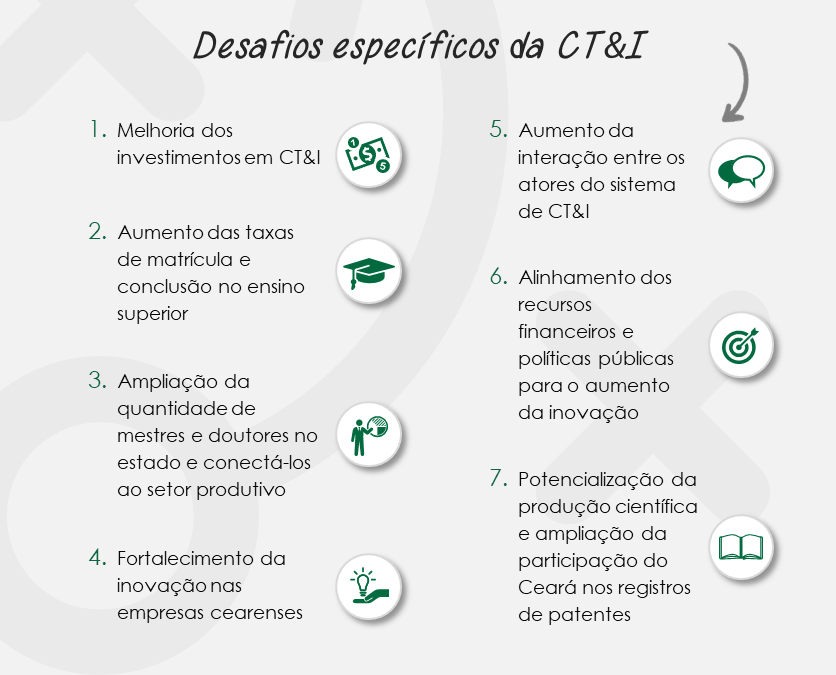 Desafios específicos da CT&I
1. Melhoria dos
investimentos em CT&I
2. Aumento das taxas
de matrícula e
conclusão no ensino
superior
3. Ampliação da
quantidade de
mestres e doutores no
estado e conectá-los
ao setor produtivo
4. Fortalecimento da
inovação nas
empresas cearenses
5. Aumento da
interação entre os
atores do sistema
de CT&I
6. Alinhamento dos
recursos
financeiros e
políticas públicas
para o aumento
da inovação
7. Potencialização da
produção científica
e ampliação da
participação do
Ceará nos registros
de patentes